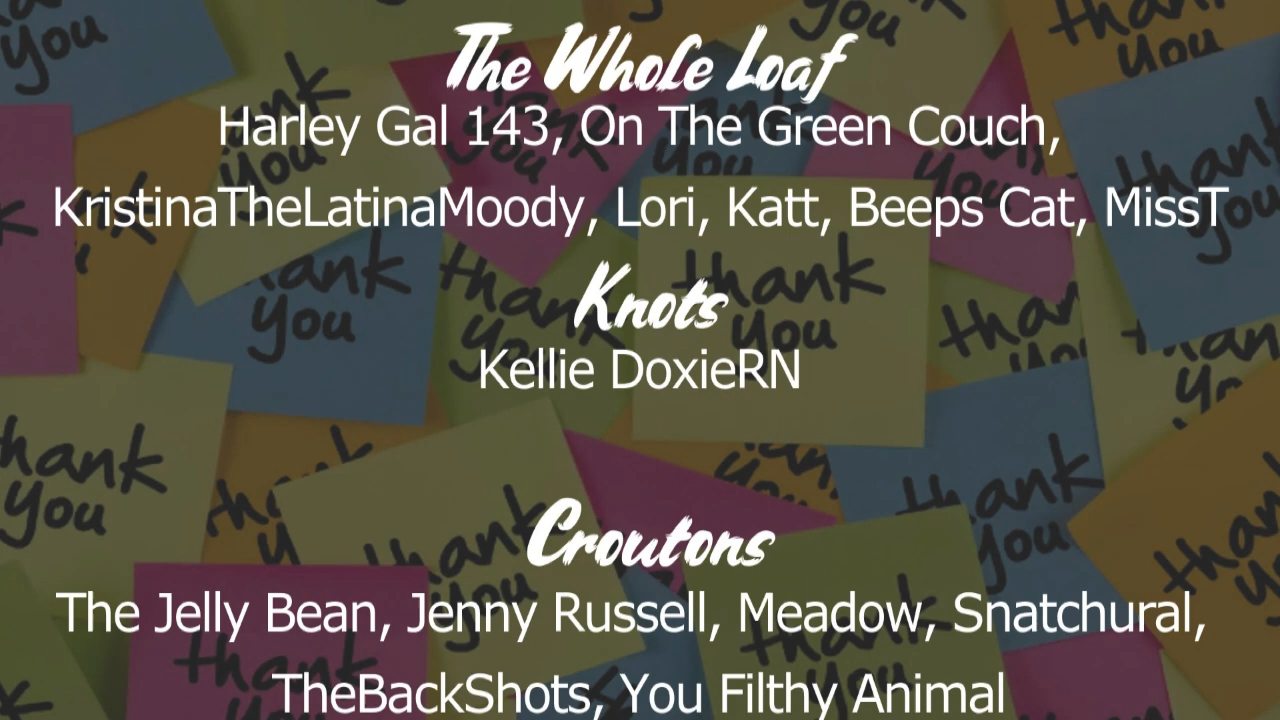 The Whole Loaf
Harley Gal 143, On The Green Couch,
KristinaTheLatinaMoody, Lori, Katt, Beeps Cat, MissT
Knots
Kellie DoxieRN
Croutons
The Jelly Bean, Jenny Russell, Meadow, Snatchural,
TheBackShots, You Filthy Animal